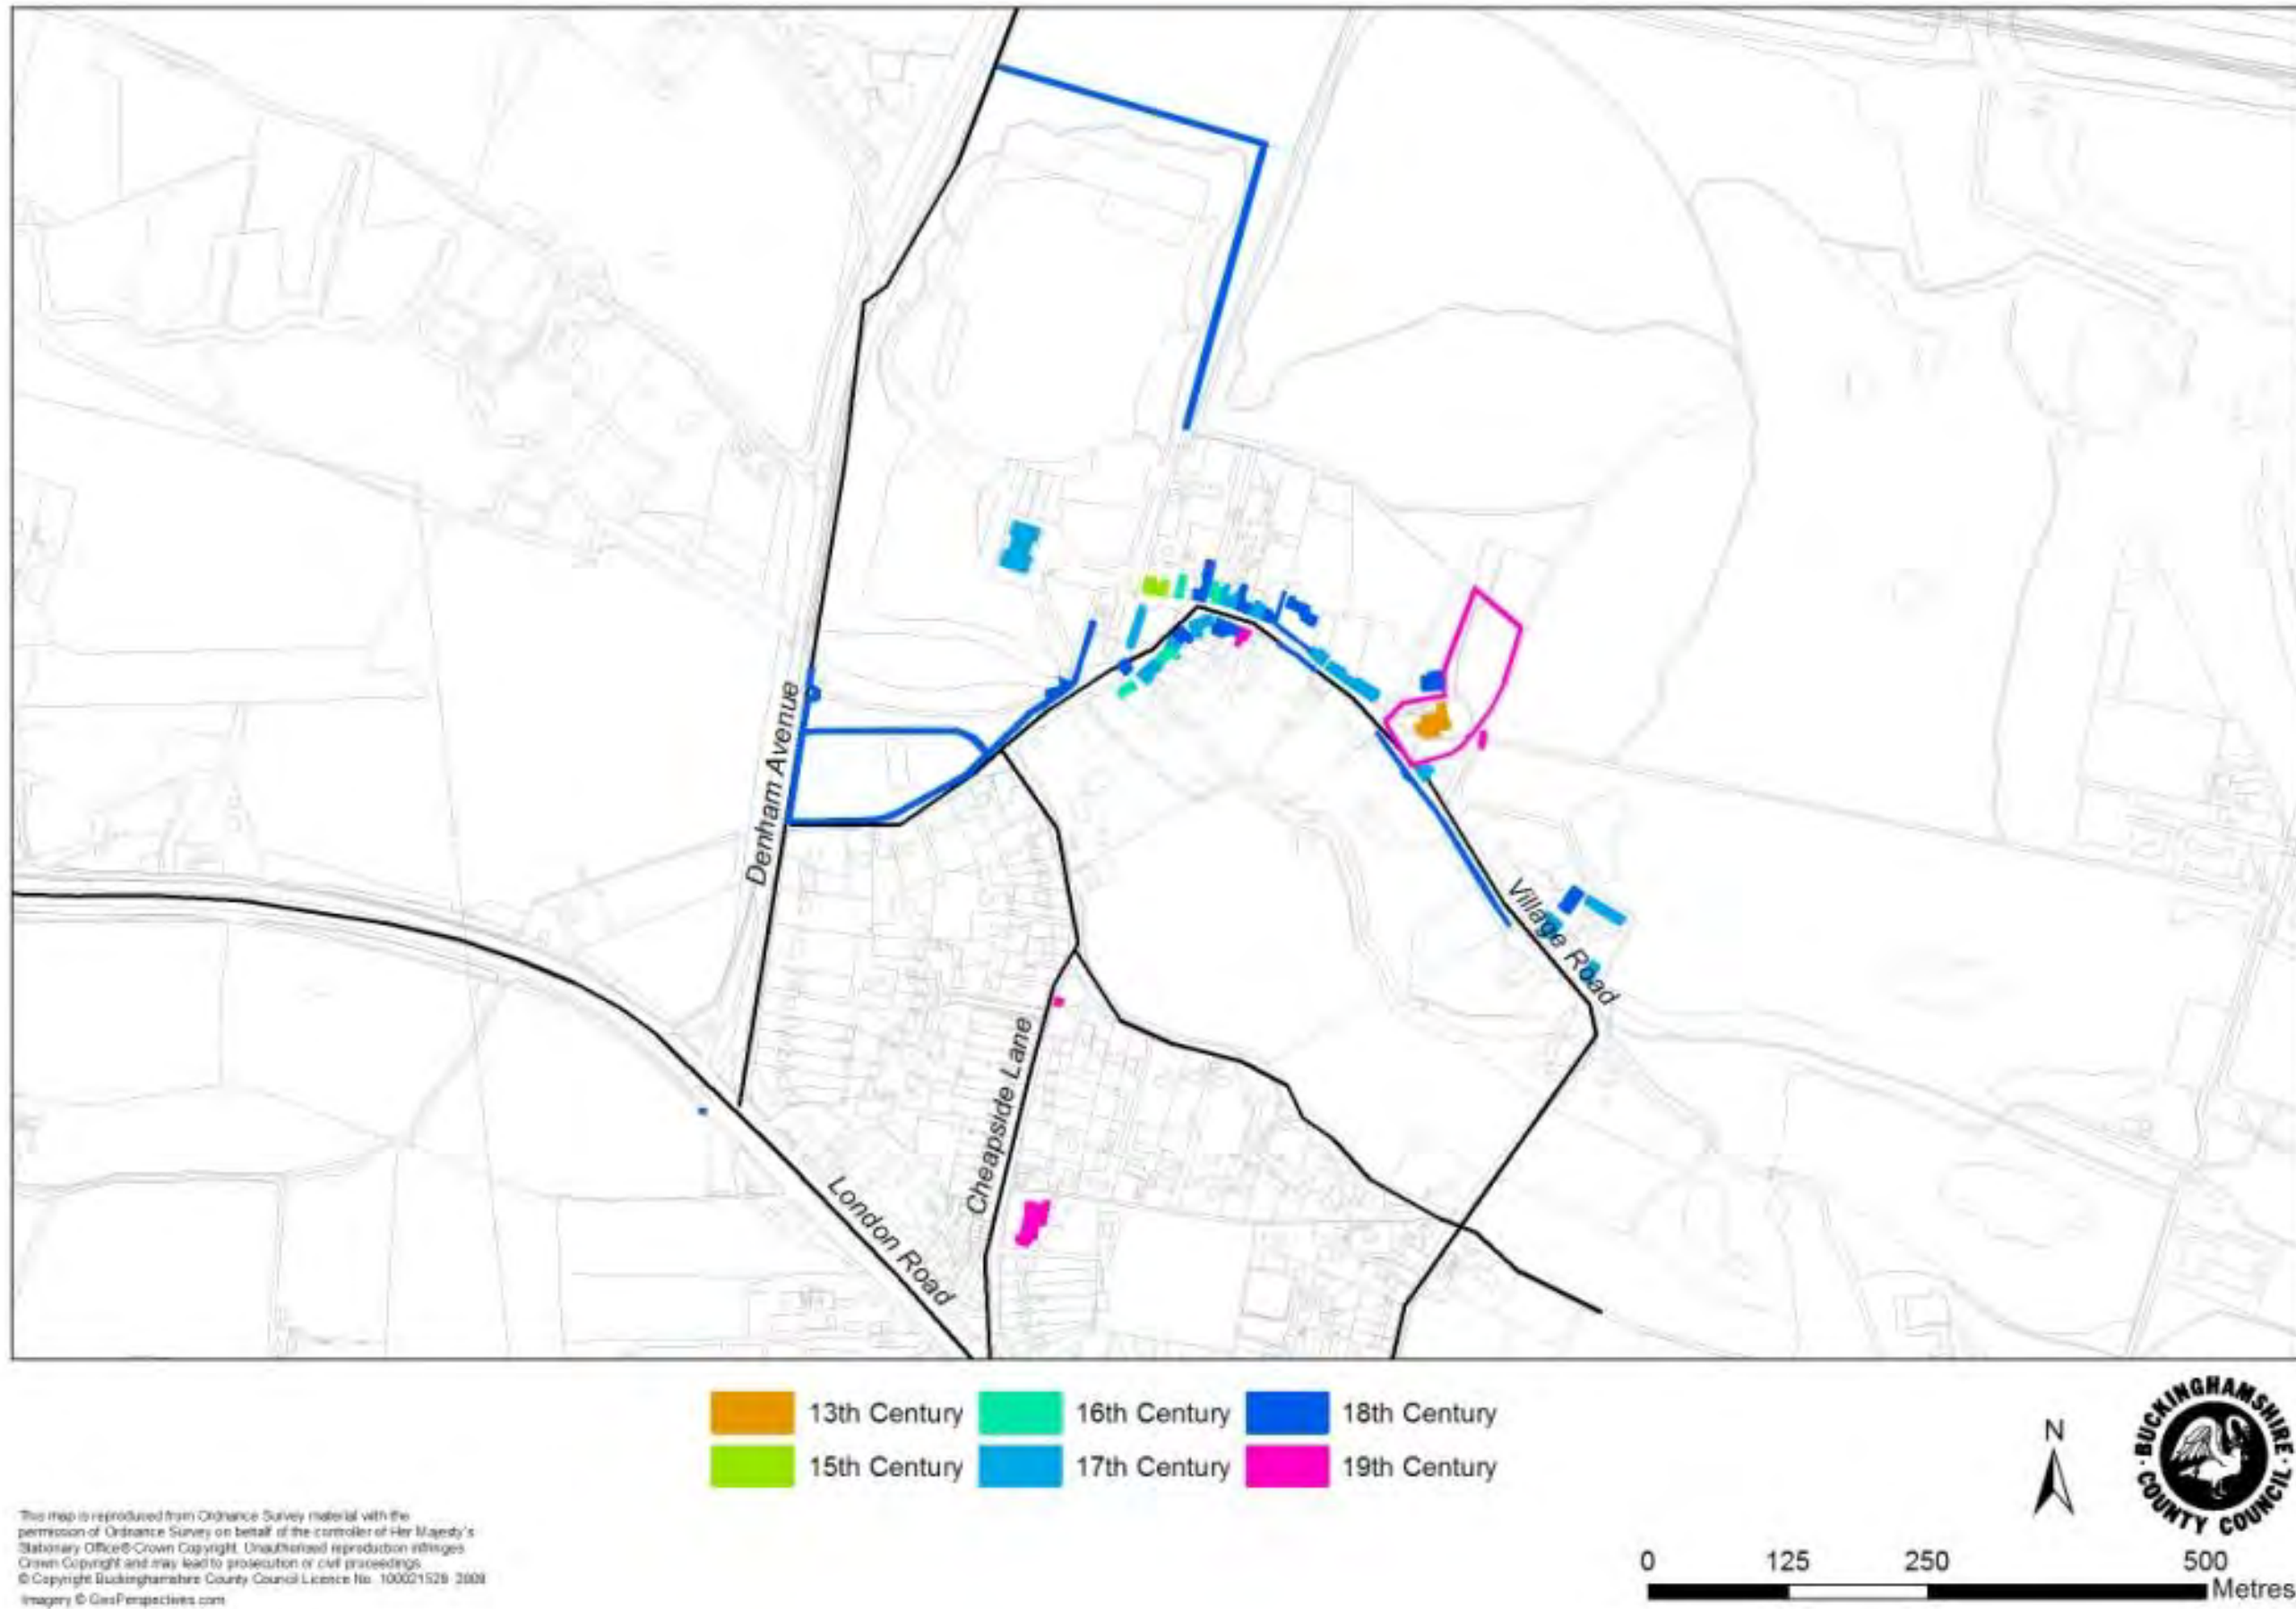 Denham Avenue
Village Road
Cheapside Lane
London Road
13th Century
16th Century
18th Century
15th Century
17th Century
19th Century
N
BUCKINGHAMSHIRE
COUNTY COUNCIL
This map is reproduced from Ordnance Survey material with the
permission of Ordnance Survey on behalf of the controller of Her Majesty's
Stationary Office © Crown Copyright. Unauthorised reproduction infringes
Crown Copyright and may lead to prosecution or civil proceedings
© Copyright Buckinghamshire County Council Licence No. 100021529 2008
Imagery © GeoPerspectives.com
0 125 250 500
Metres